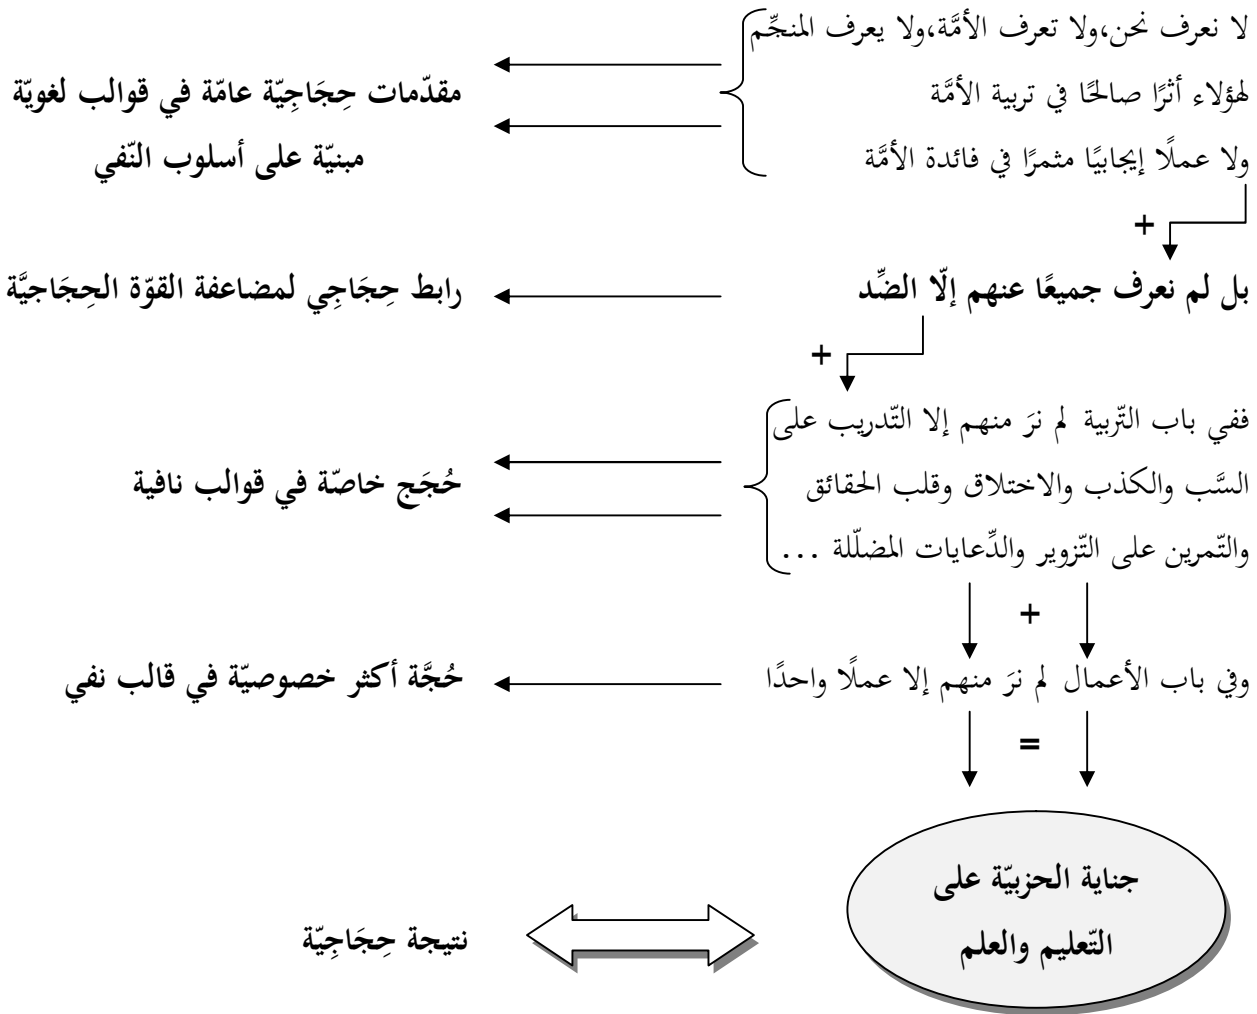 لا نعرف نحن،ولا تعرف الأمَّة،ولا يعرف المنجِّم
لهؤلاء أثرًا صالحًا في تربية الأمَّة
ولا عملًا إيجابيًا مثمرًا في فائدة الأمَّة
مقدّمات حِجَاجِيّة عامّة في قوالب لغويّة
مبنيّة على أسلوب النّفي
+
بل لم نعرف جميعًا عنهم إلّا الضِّد
رابط حِجَاجِي لمضاعفة القوّة الحِجَاجيَّة
+
ففي باب التّربية لم نرَ منهم إلا التّدريب على
السَّب والكذب والاختلاق وقلب الحقائق
والتّمرين على التّزوير والدِّعايات المضلّلة ...
حُجَج خاصّة في قوالب نافية
+
وفي باب الأعمال لم نرَ منهم إلا عملًا واحدًا
حُجَّة أكثر خصوصيّة في قالب نفي
=
جناية الحزبيّة على
التّعليم والعلم
نتيجة حِجَاجِيّة